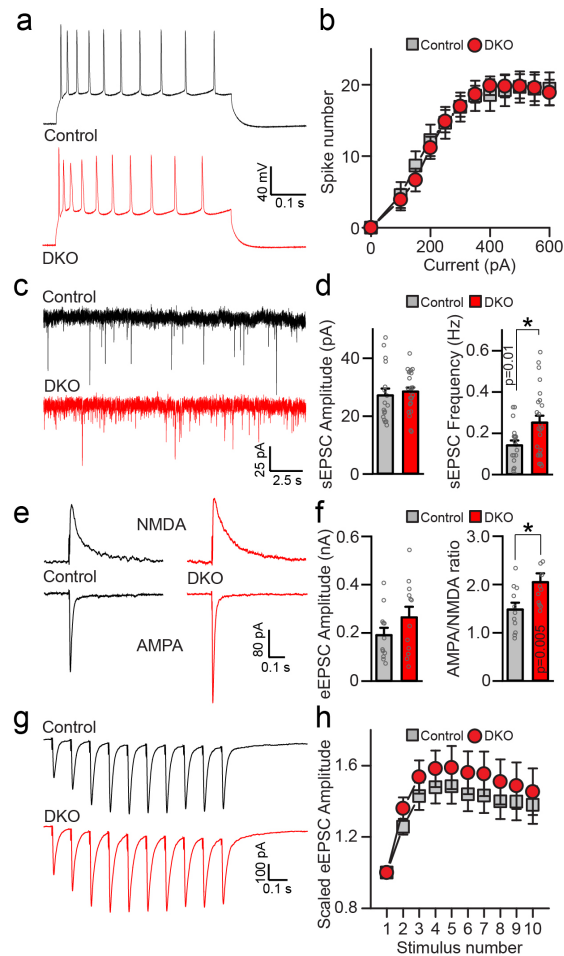 a
Control
DKO
40 mV
0.1 s
b
Control DKO
Spike number
20
10
0
0 200 400 600
Current (pA)
c
Control
DKO
25 pA
2.5 s
d
Control DKO
sEPSC Amplitude (pA)
40
20
0
sEPSC Frequency (Hz)
0.6
0.4
0.2
0
p=0.01
*
e
NMDA
Control
DKO
AMPA
80 pA
0.1 s
f
Control DKO
eEPSC Amplitude (nA)
0.6
0.4
0.2
0
AMPA/NMDA ratio
3.0
2.0
1.0
0
*
p=0.005
g
Control
DKO
100 pA
0.1 s
h
Control DKO
Scaled eEPSC Amplitude
1.6
1.2
0.8
1 2 3 4 5 6 7 8 9 10
Stimulus number